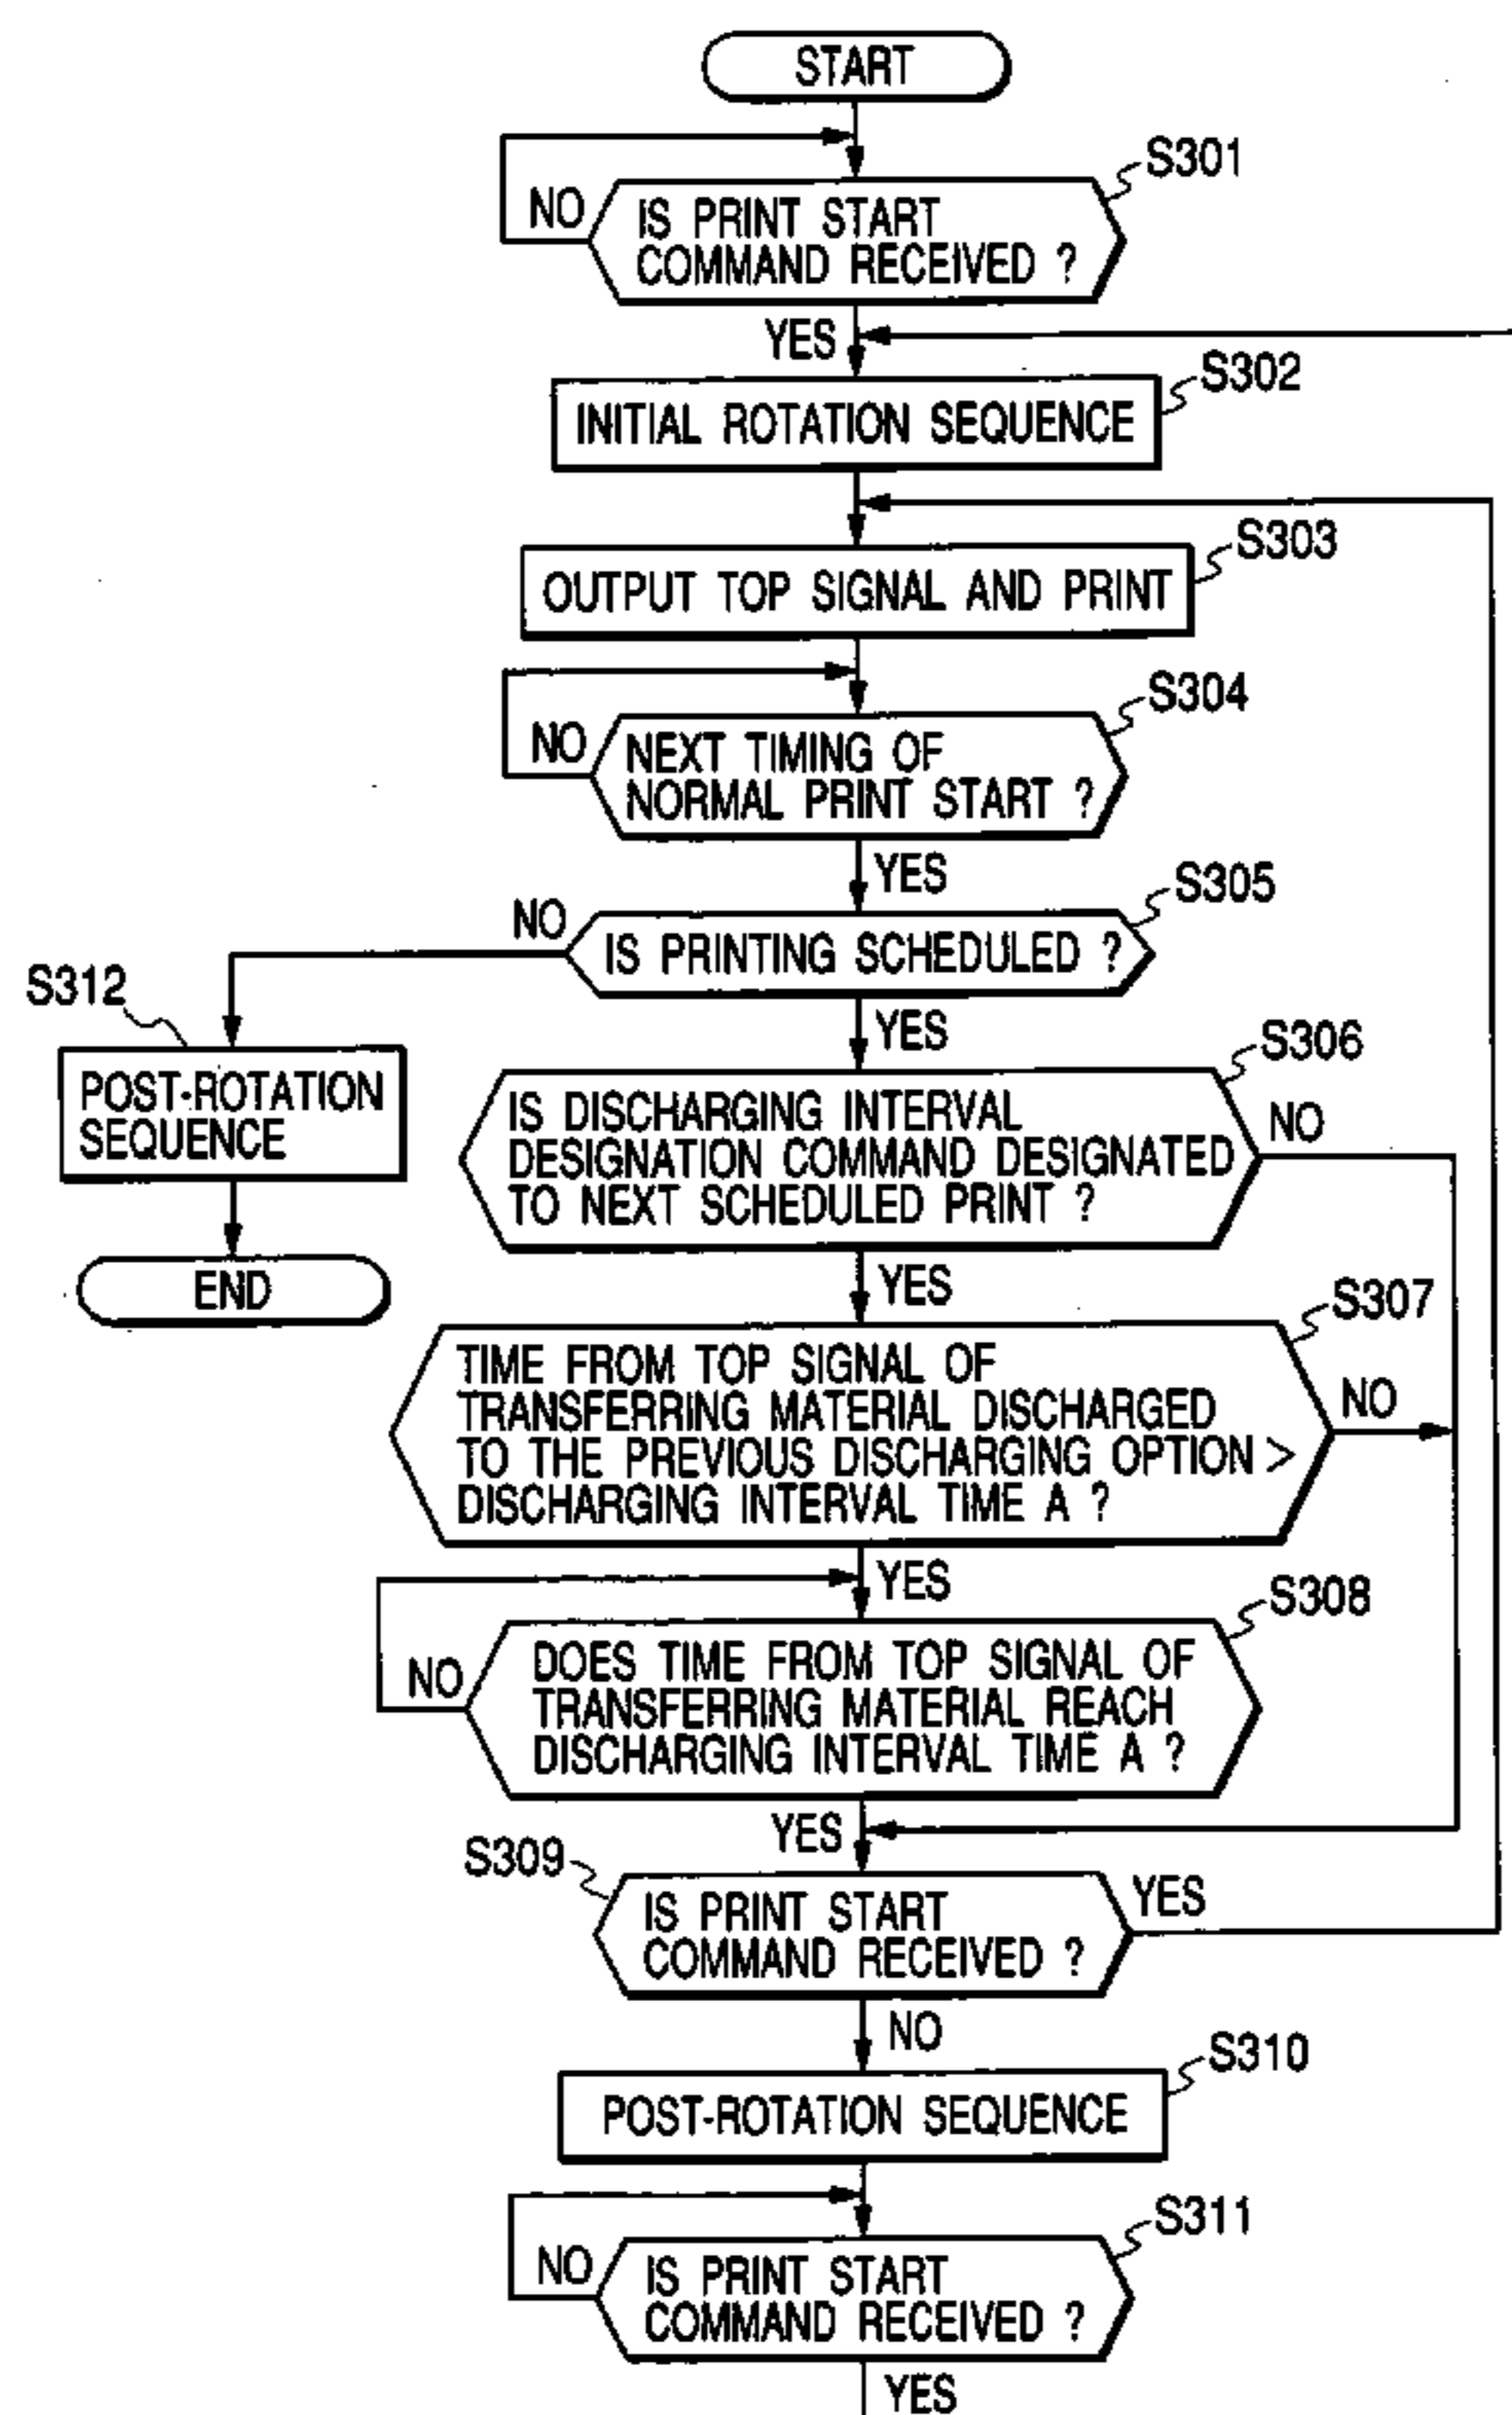 START
S301
NO
IS PRINT START
COMMAND RECEIVED ?
YES
S302
INITIAL ROTATION SEQUENCE
S303
OUTPUT TOP SIGNAL AND PRINT
S304
NO
NEXT TIMING OF
NORMAL PRINT START ?
YES
S305
NO
IS PRINTING SCHEDULED ?
S312
YES
S306
POST-ROTATION
SEQUENCE
IS DISCHARGING INTERVAL
DESIGNATION COMMAND DESIGNATED
TO NEXT SCHEDULED PRINT ?
NO
END
YES
S307
TIME FROM TOP SIGNAL OF
TRANSFERRING MATERIAL DISCHARGED
TO THE PREVIOUS DISCHARGING OPTION >
DISCHARGING INTERVAL TIME A ?
NO
YES
S308
NO
DOES TIME FROM TOP SIGNAL OF
TRANSFERRING MATERIAL REACH
DISCHARGING INTERVAL TIME A ?
YES
S309
IS PRINT START
COMMAND RECEIVED ?
YES
NO
S310
POST-ROTATION SEQUENCE
S311
NO
IS PRINT START
COMMAND RECEIVED ?
YES